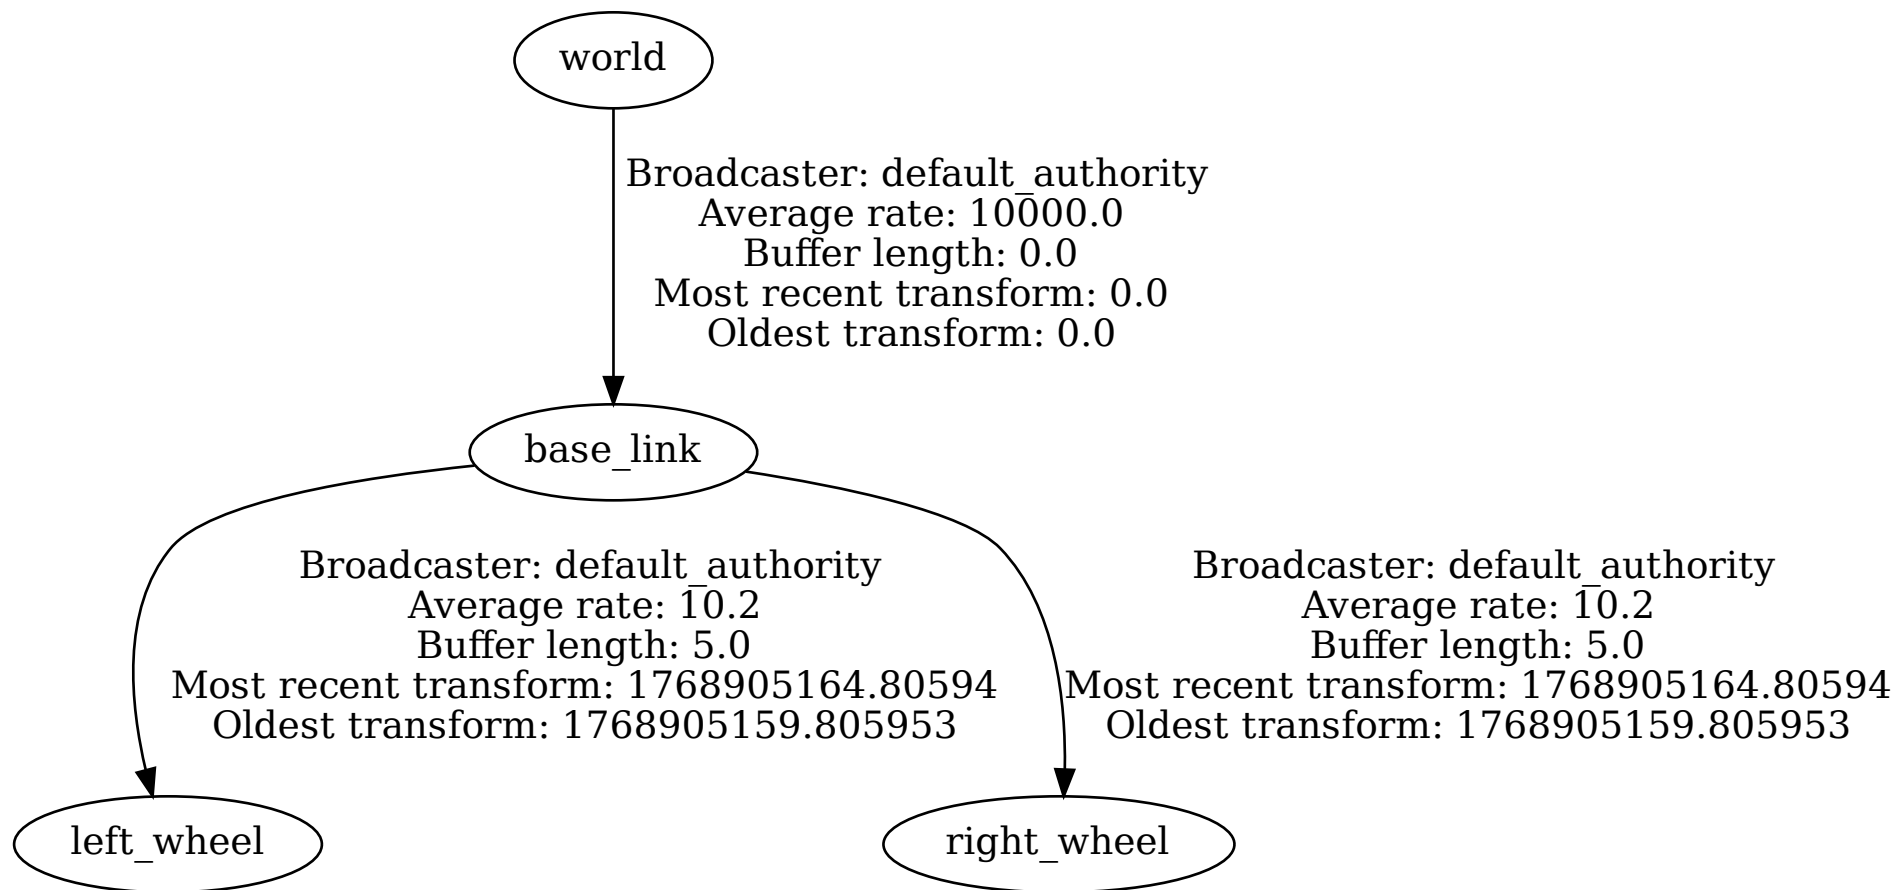 world
Broadcaster: default_authority
Average rate: 10000.0
Buffer length: 0.0
Most recent transform: 0.0
Oldest transform: 0.0
base_link
Broadcaster: default_authority
Average rate: 10.2
Buffer length: 5.0
Most recent transform: 1768905164.80594
Oldest transform: 1768905159.805953
Broadcaster: default_authority
Average rate: 10.2
Buffer length: 5.0
Most recent transform: 1768905164.80594
Oldest transform: 1768905159.805953
left_wheel
right_wheel